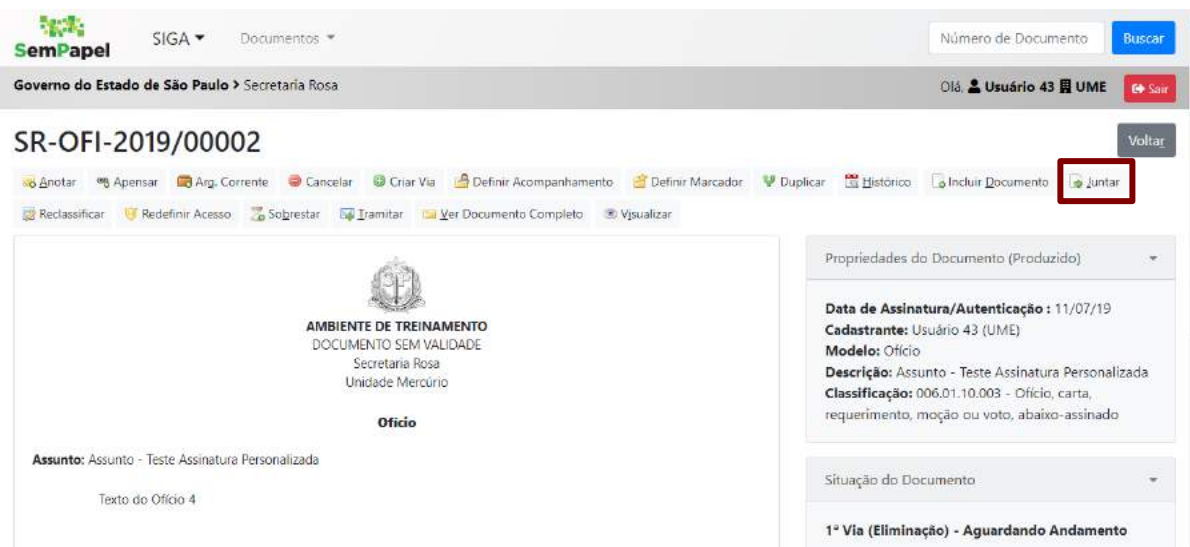 SemPapel
SIGA
Documentos
Número de Documento
Buscar
Governo do Estado de São Paulo > Secretaria Rosa
Olá, Usuário 43 UME
Sair
SR-OFI-2019/00002
Voltar
Anotar Apensar Arq. Corrente Cancelar Criar Via Definir Acompanhamento Definir Marcador Duplicar Histórico Incluir Documento Juntar
Reclassificar Redefinir Acesso Sobrestar Tramitar Ver Documento Completo Visualizar
AMBIENTE DE TREINAMENTO
DOCUMENTO SEM VALIDADE
Secretaria Rosa
Unidade Mercúrio
Ofício
Assunto: Assunto - Teste Assinatura Personalizada
Texto do Ofício 4
Propriedades do Documento (Produzido)
Data de Assinatura/Autenticação : 11/07/19
Cadastrante: Usuário 43 (UME)
Modelo: Ofício
Descrição: Assunto - Teste Assinatura Personalizada
Classificação: 006.01.10.003 - Ofício, carta,
requerimento, moção ou voto, abaixo-assinado
Situação do Documento
1ª Via (Eliminação) - Aguardando Andamento